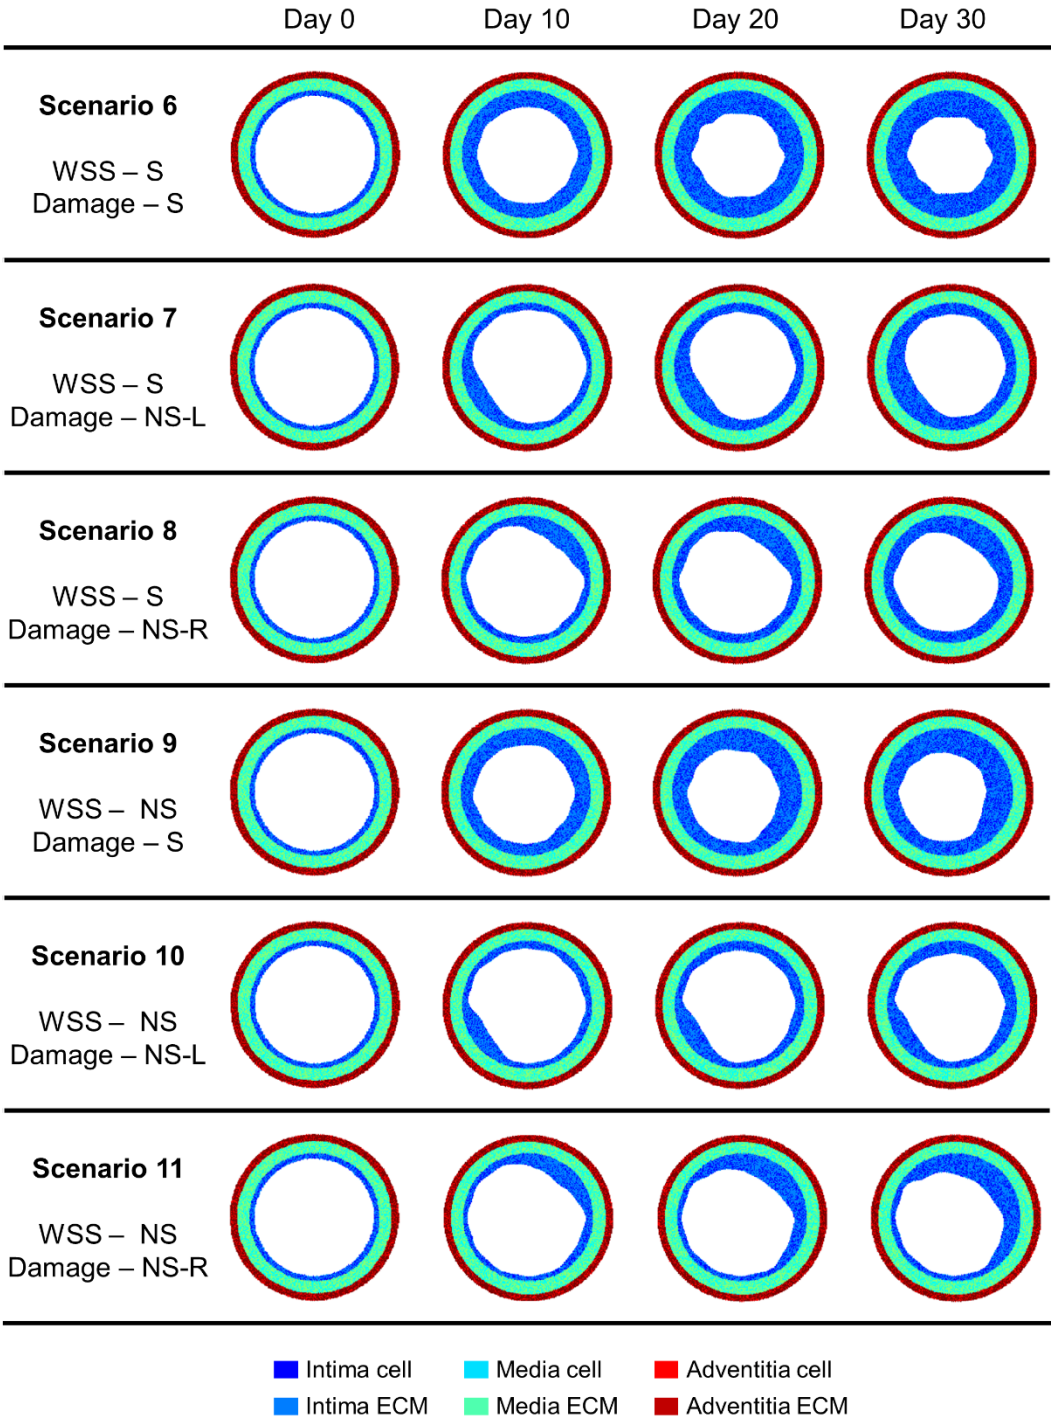 Day 0 Day 10 Day 20 Day 30
Scenario 6
WSS – S
Damage – S
Scenario 7
WSS – S
Damage – NS-L
Scenario 8
WSS – S
Damage – NS-R
Scenario 9
WSS – NS
Damage – S
Scenario 10
WSS – NS
Damage – NS-L
Scenario 11
WSS – NS
Damage – NS-R
Intima cell Media cell Adventitia cell
Intima ECM Media ECM Adventitia ECM